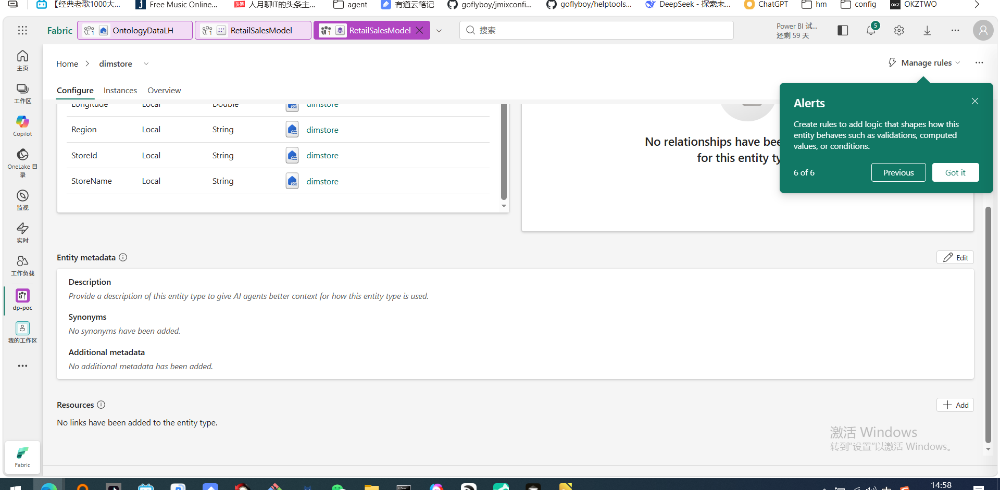 【经典老歌1000大...
Free Music Online...
头条 人月聊IT的头条主...
agent
有道云笔记
goflyboy/jmixconfi...
goflyboy/helptools...
DeepSeek - 探索未...
ChatGPT
hm
config
OKZ OKZTWO
Fabric
OntologyDataLH
RetailSalesModel
RetailSalesModel
搜索
Power BI 试...
还剩 59 天
5
主页
工作区
Copilot
OneLake 目
录
监视
实时
工作负载
dp-poc
我的工作区
Fabric
Home
dimstore
Manage rules
Configure
Instances
Overview
Longitude Local Double dimstore
Region Local String dimstore
StoreId Local String dimstore
StoreName Local String dimstore
No relationships have bee
for this entity ty
Alerts
Create rules to add logic that shapes how this
entity behaves such as validations, computed
values, or conditions.
6 of 6
Previous
Got it
Entity metadata
Edit
Description
Provide a description of this entity type to give AI agents better context for how this entity type is used.
Synonyms
No synonyms have been added.
Additional metadata
No additional metadata has been added.
Resources
Add
No links have been added to the entity type.
激活 Windows
转到"设置"以激活 Windows。
14:58